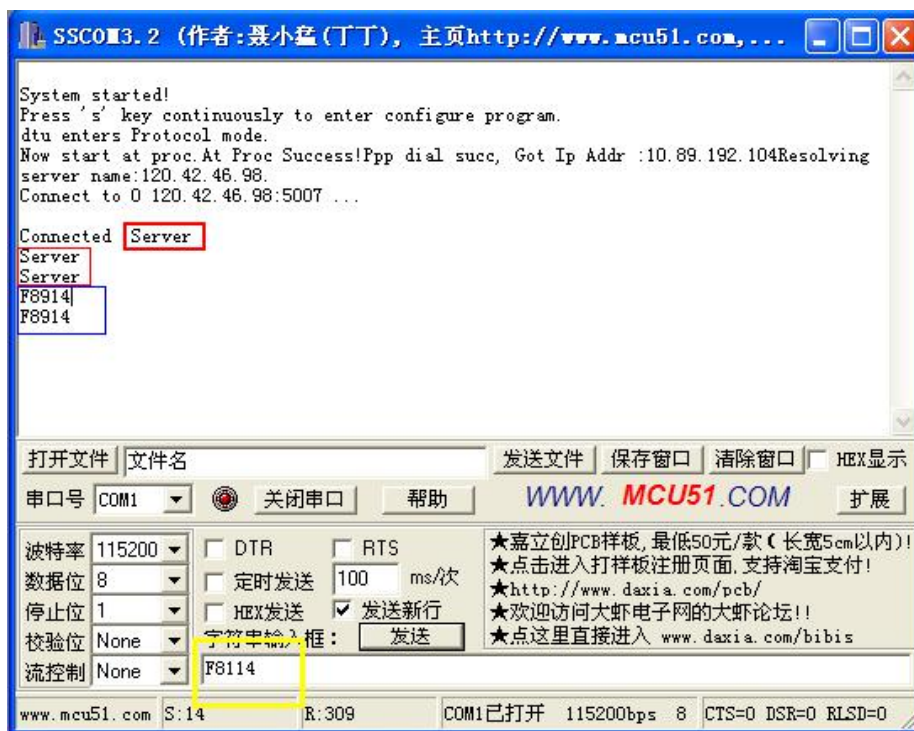 SSCOM3.2 (作者:聂小猛(丁丁), 主页http://www.mcu51.com,...
System started!
Press 's' key continuously to enter configure program.
dtu enters Protocol mode.
Now start at proc.At Proc Success!Ppp dial succ, Got Ip Addr :10.89.192.104Resolving
server name:120.42.46.98.
Connect to 0 120.42.46.98:5007 ...
Connected Server
Server
Server
F8914
F8914
打开文件 文件名 发送文件 保存窗口 清除窗口 HEX显示
串口号 COM1 关闭串口 帮助 WWW. MCU51.COM 扩展
波特率 115200 DTR RTS
数据位 8 定时发送 100 ms/次
停止位 1 HEX发送 发送新行
校验位 None 字符串输入框: 发送
流控制 None F8114
★嘉立创PCB样板,最低50元/款(长宽5cm以内)!
★点击进入打样板注册页面,支持淘宝支付!
★http://www.daxia.com/pcb/
★欢迎访问大虾电子网的大虾论坛!!
★点这里直接进入 www.daxia.com/bibis
www.mcu51.com S:14 R:309 COM1已打开 115200bps 8 CTS=0 DSR=0 RLSD=0